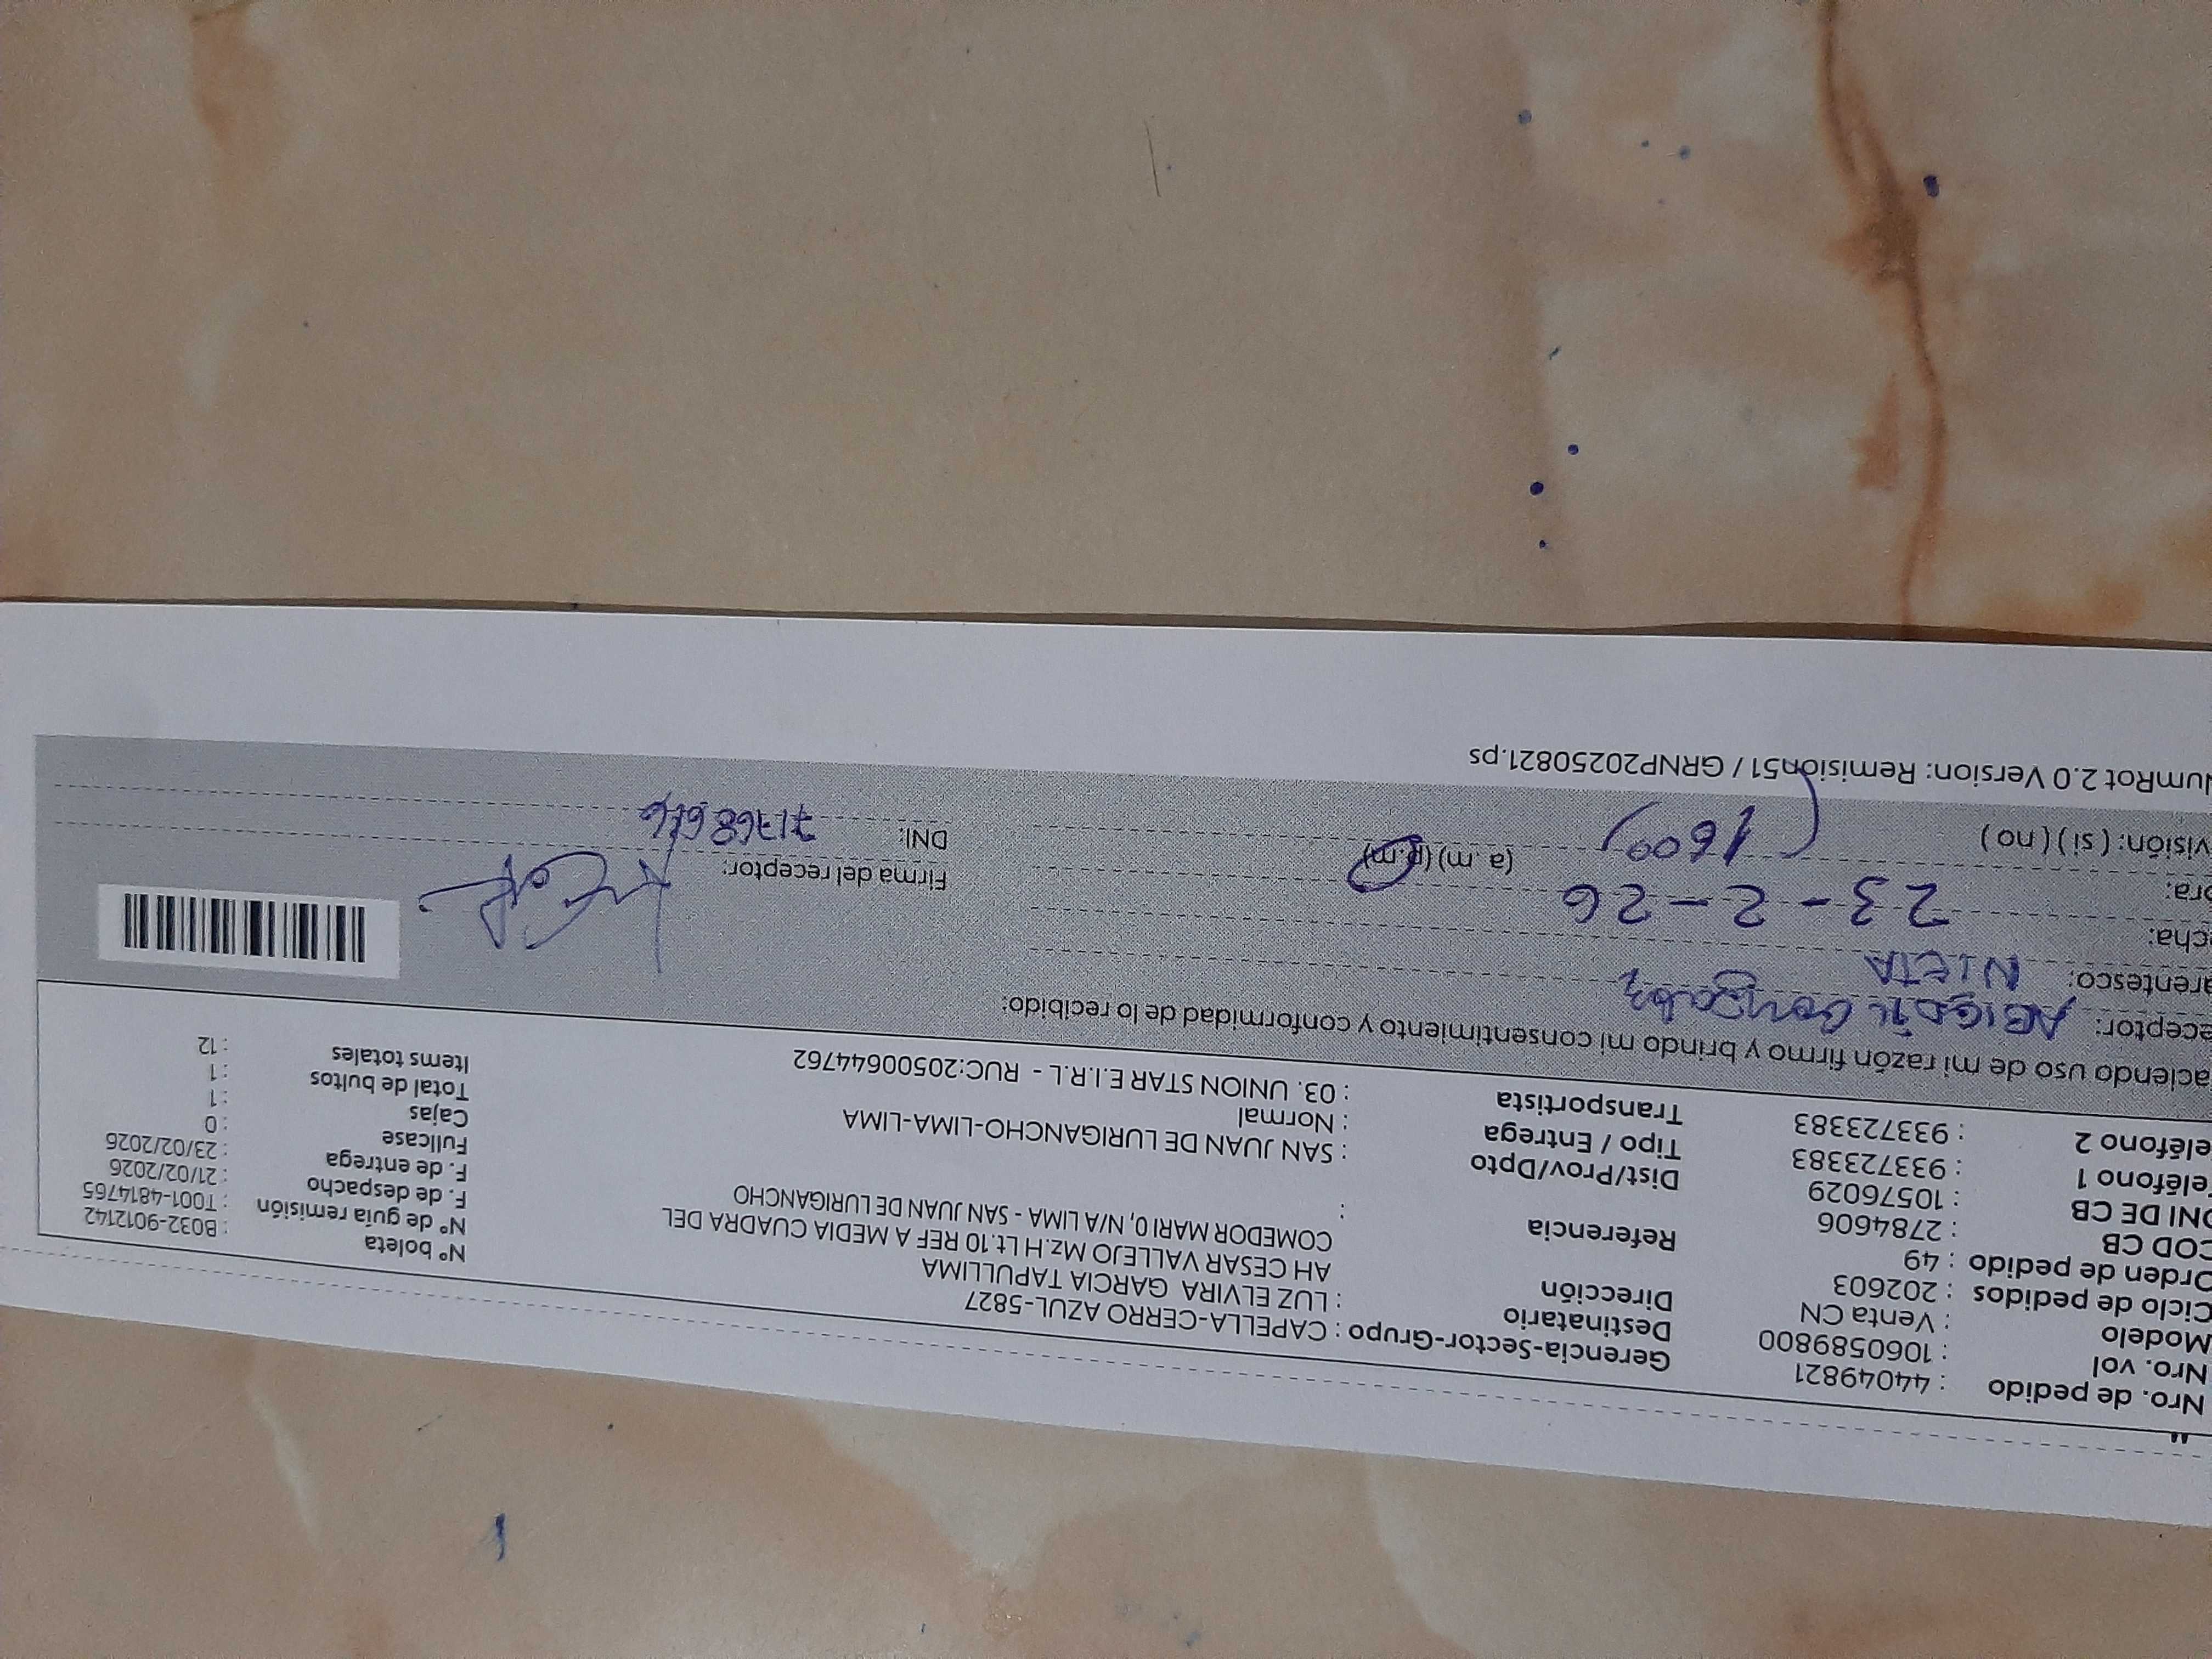 Nro. de pedido : 44049821
Nro. vol : 1060589800
Modelo : Venta CN
Ciclo de pedidos : 202603
Orden de pedido : 49
COD CB : 2784606
DNI DE CB : 10576029
eléfono 1 : 933723383
eléfono 2 : 933723383
Gerencia-Sector-Grupo : CAPELLA-CERRO AZUL-5827
Destinatario : LUZ ELVIRA GARCIA TAPULLIMA
Dirección AH CESAR VALLEJO Mz.H Lt.10 REF A MEDIA CUADRA DEL
COMEDOR MARI 0, N/A LIMA - SAN JUAN DE LURIGANCHO
Referencia :
Dist/Prov/Dpto : SAN JUAN DE LURIGANCHO-LIMA-LIMA
Tipo / Entrega : Normal
Transportista : 03. UNION STAR E.I.R.L - RUC:20500644762
N° boleta : B032-9012142
N° de guía remisión : T001-4814765
F. de despacho : 21/02/2026
F. de entrega : 23/02/2026
Fullcase : 0
Cajas : 1
Total de bultos : 1
Items totales : 12
aciendo uso de mi razón firmo y brindo mi consentimiento y conformidad de lo recibido:
eceptor: ABIGAIL Gonzalez
arentesco: NIETA
echa: 23-2-26
ora: 1600 (a. m) (p.m)
visión: ( si ) ( no )
Firma del receptor:
DNI:
NumRot 2.0 Version: Remision51 / GRNP20250821.ps